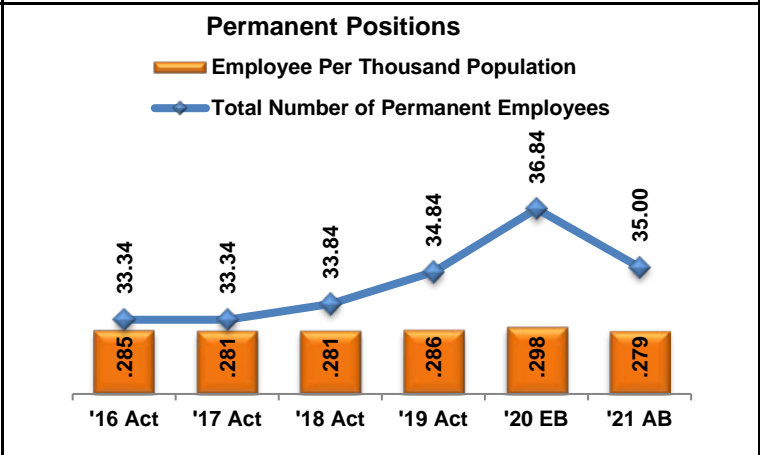 Permanent Positions
Employee Per Thousand Population
Total Number of Permanent Employees
33.34
33.34
33.84
34.84
36.84
35.00
.285
.281
.281
.286
.298
.279
'16 Act
'17 Act
'18 Act
'19 Act
'20 EB
'21 AB